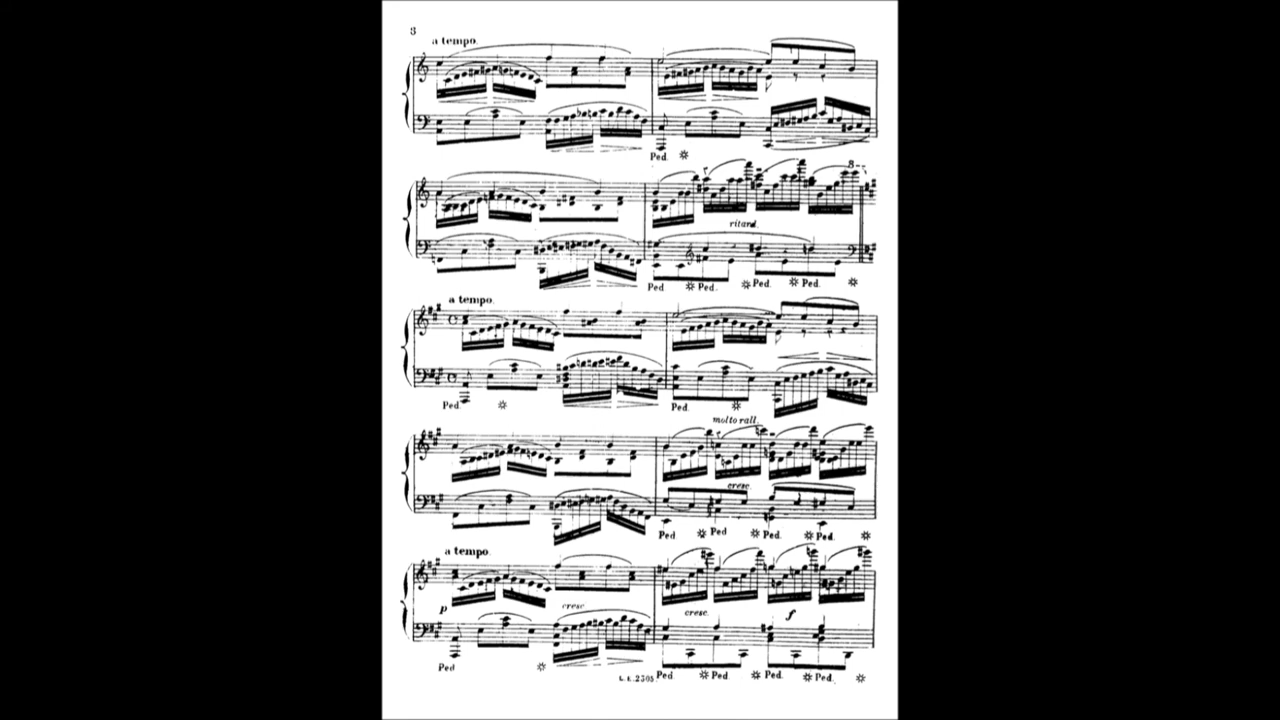 3
a tempo.
Ped.
8
ritard.
Ped Ped. Ped. Ped.
a tempo.
Ped. Ped.
molto rall.
cresc.
Ped Ped Ped. Ped.
a tempo.
p cresc cresc. f
Ped Ped. Ped. Ped. Ped.